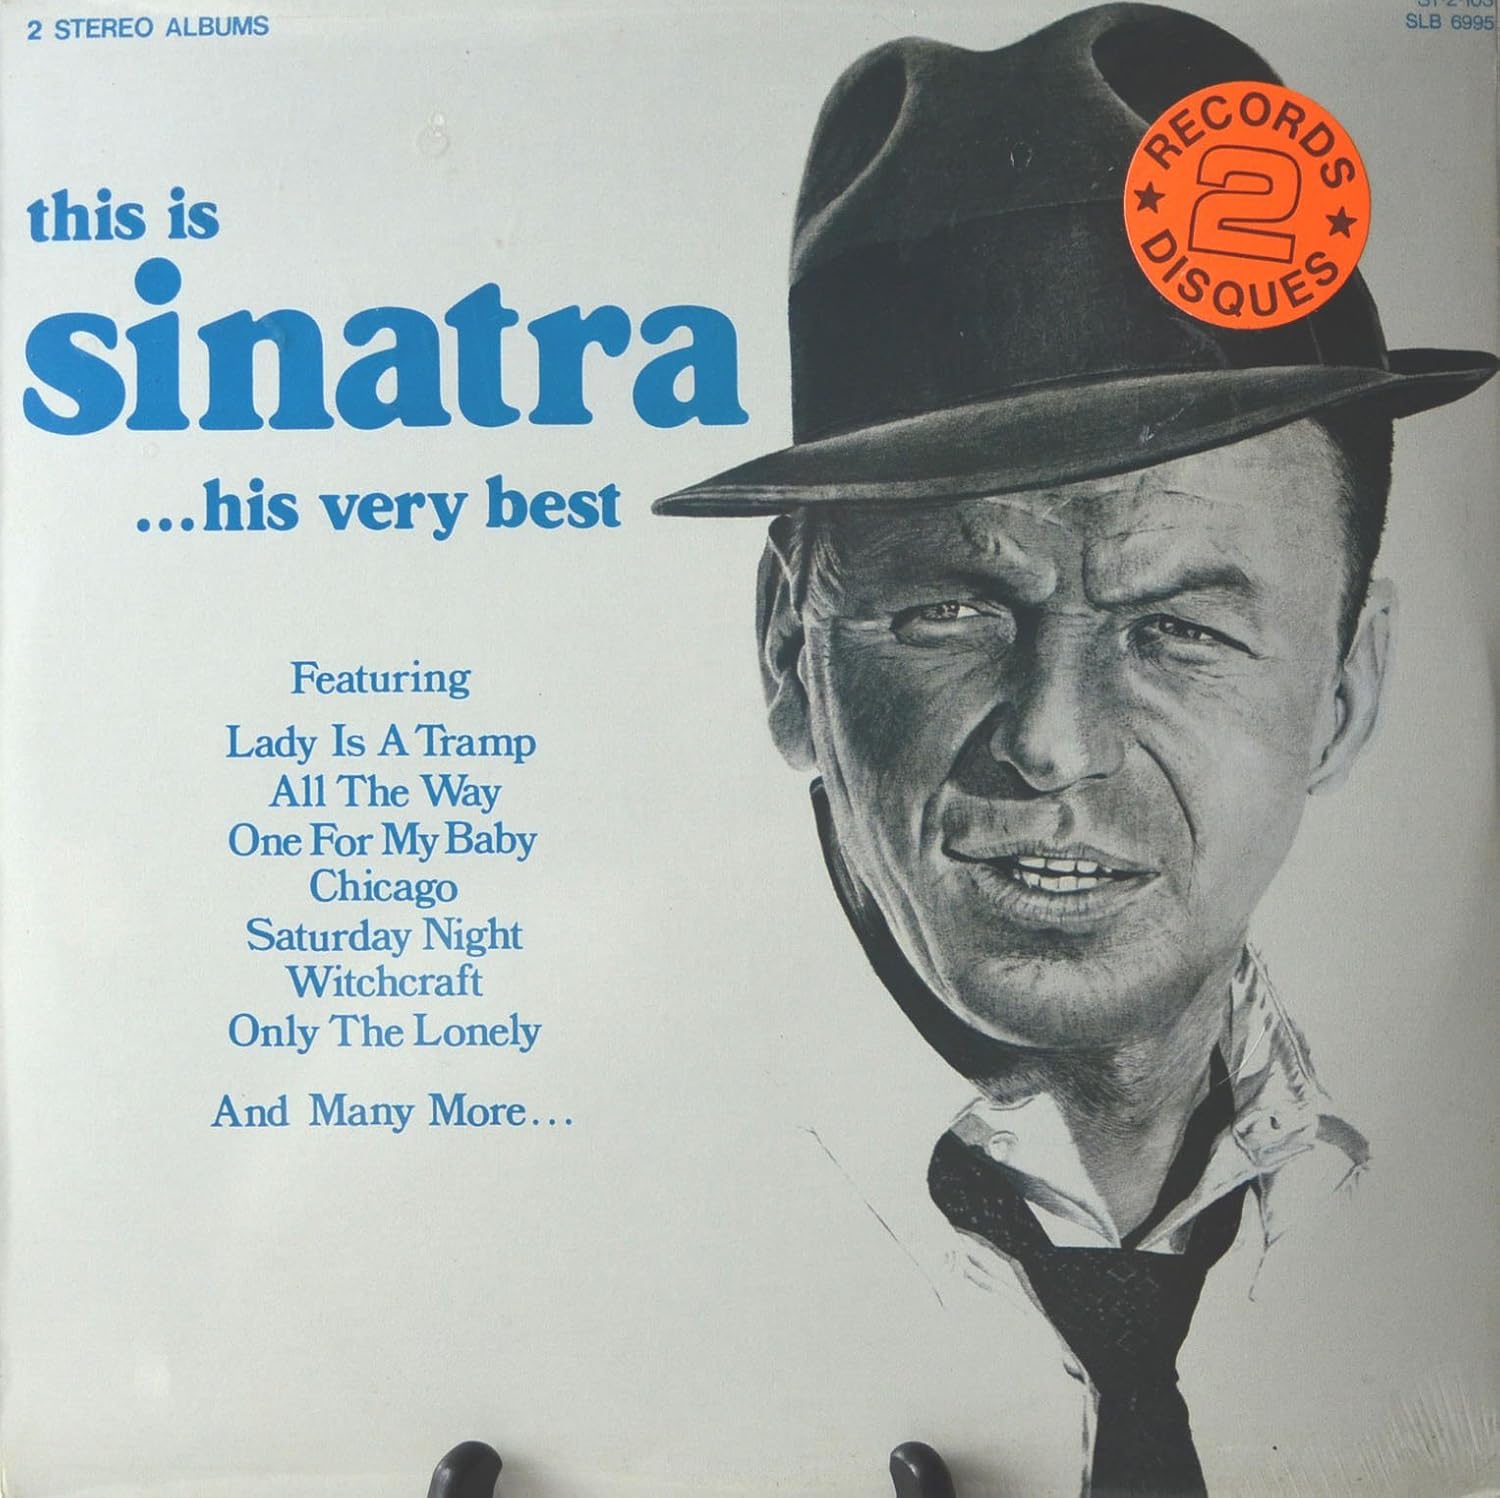 2 STEREO ALBUMS
SLB 6995
RECORDS
2
DISQUES
this is
sinatra
...his very best
Featuring
Lady Is A Tramp
All The Way
One For My Baby
Chicago
Saturday Night
Witchcraft
Only The Lonely
And Many More...